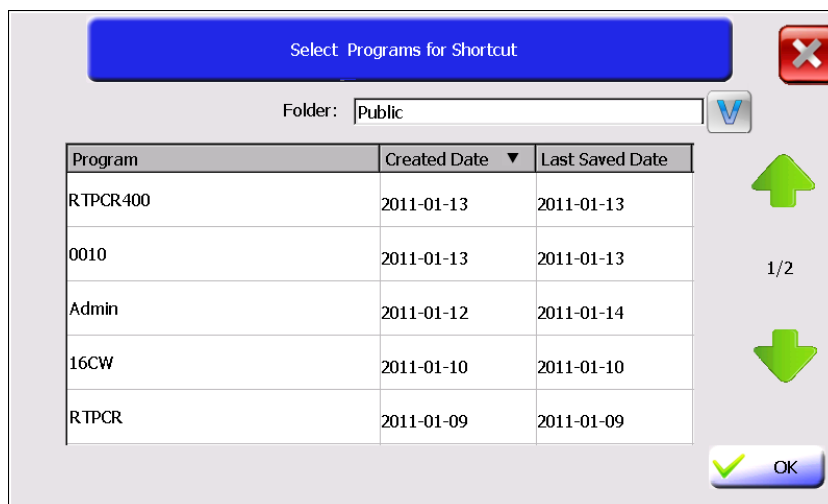 Select Programs for Shortcut
Folder: Public
Program Created Date ▼ Last Saved Date
RTPCR400 2011-01-13 2011-01-13
0010 2011-01-13 2011-01-13
Admin 2011-01-12 2011-01-14
16CW 2011-01-10 2011-01-10
RTPCR 2011-01-09 2011-01-09
1/2
OK